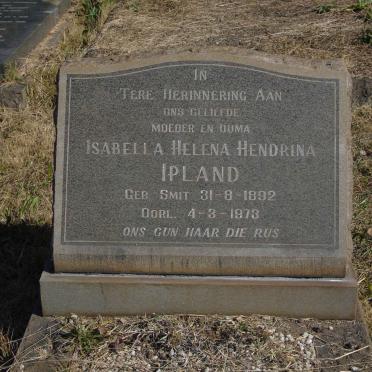 IN
TERE HERINNERING AAN
ONS GELIEFDE
MOEDER EN OUMA
ISABELLA HELENA HENDRINA
IPLAND
GEB SMIT 31-8-1892
OORL. 4-3-1973
ONS GUN HAAR DIE RUS